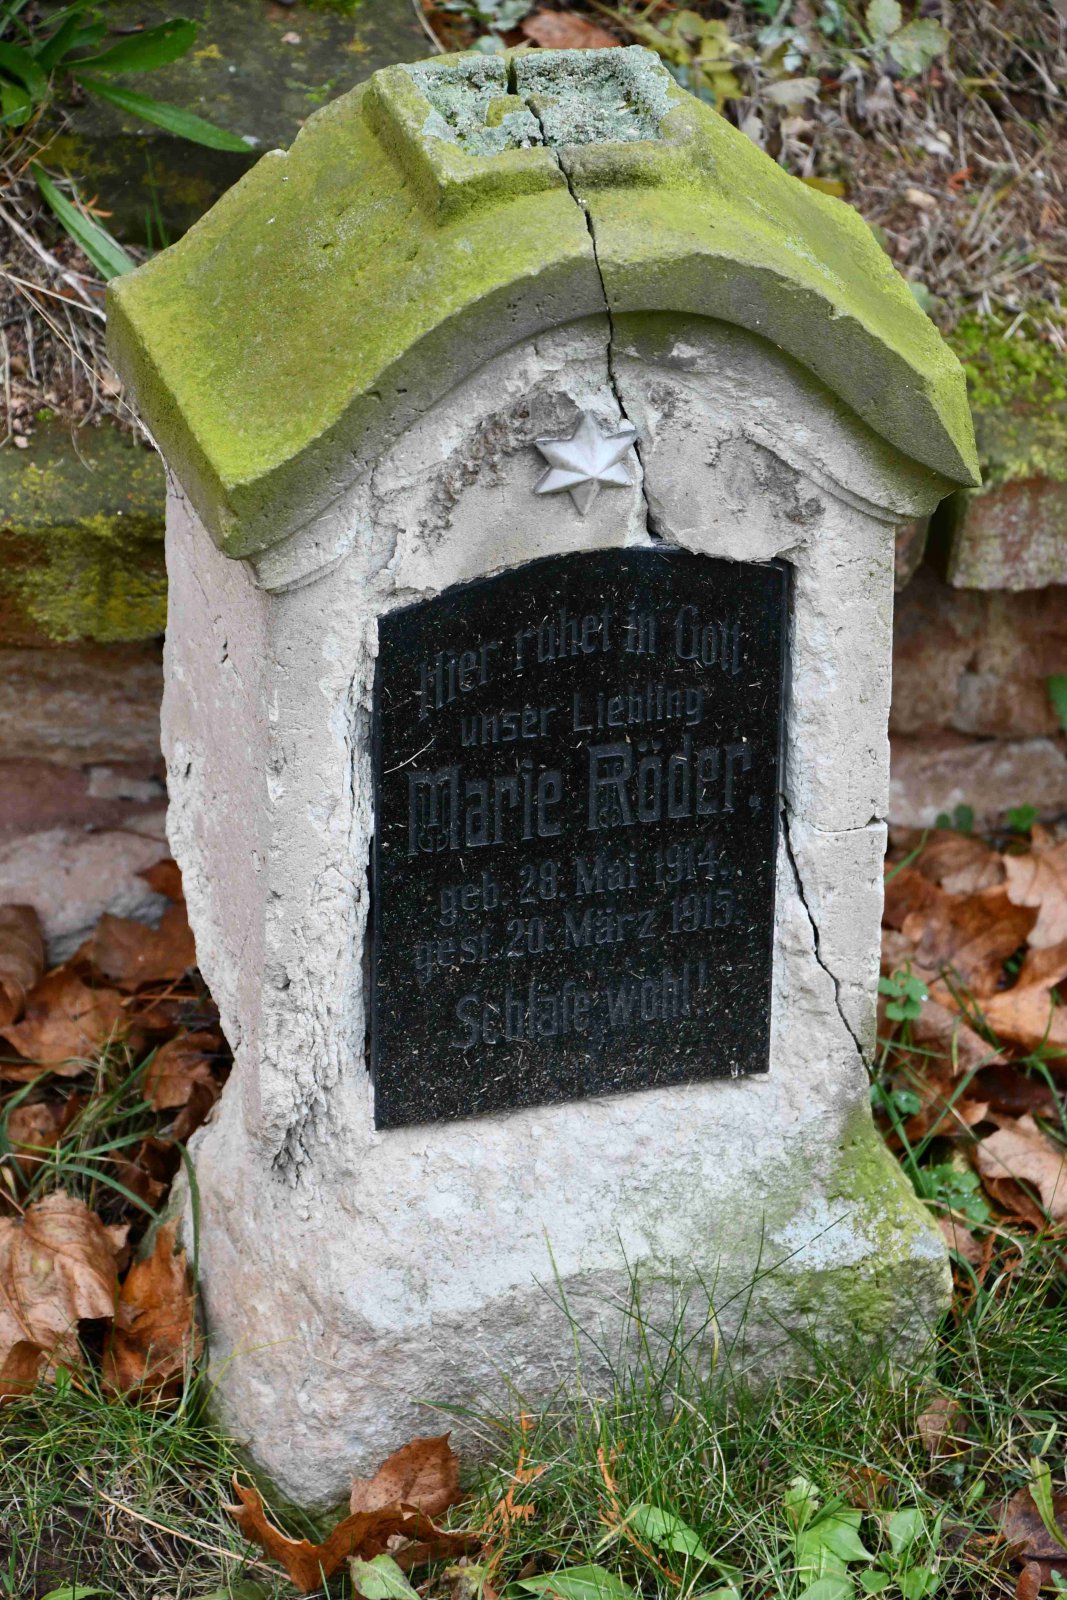 Hier ruhet in Gott
unser Liebling
Marie Röder.
geb. 28. Mai 1914.
gest. 20. März 1915.
Schlafe wohl!